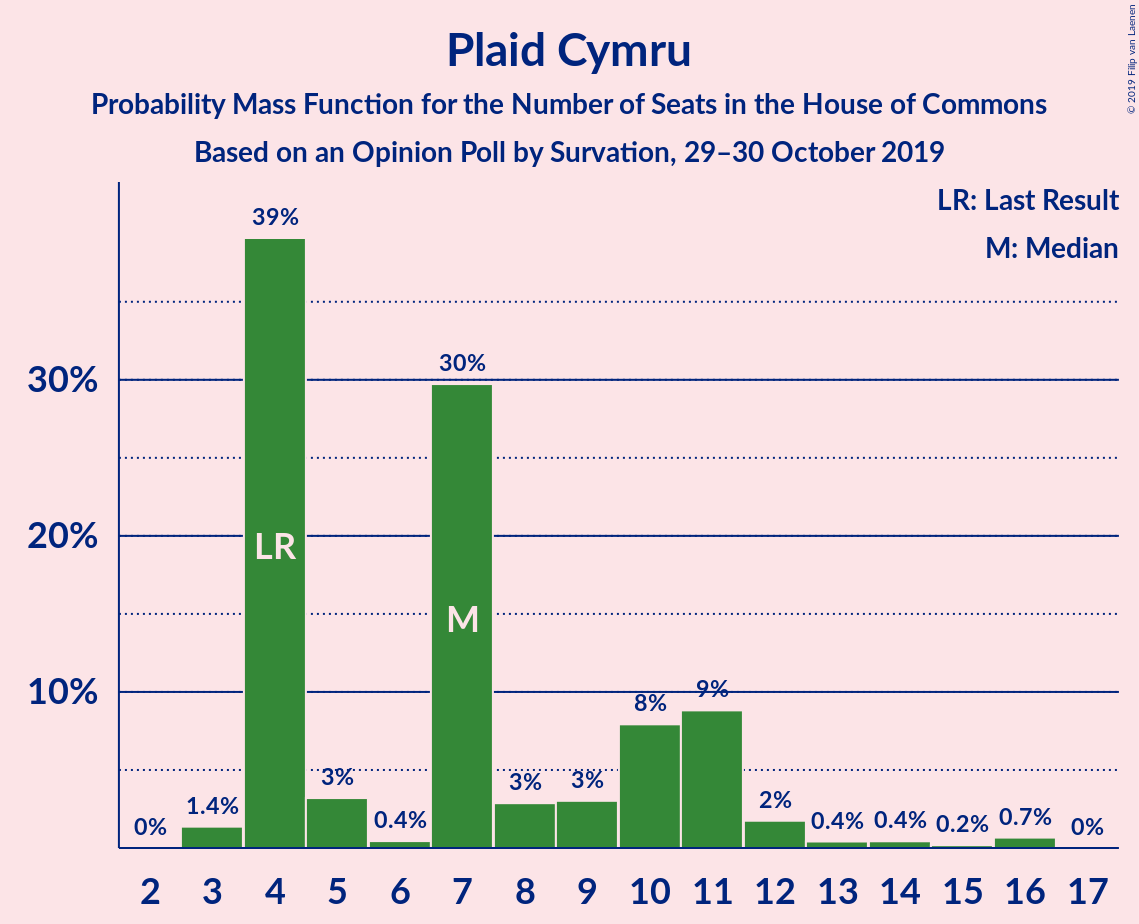 Plaid Cymru
Probability Mass Function for the Number of Seats in the House of Commons
Based on an Opinion Poll by Survation, 29–30 October 2019
© 2019 Filip van Laenen
LR: Last Result
M: Median
39%
30%
30%
20%
LR
M
10%
9%
8%
3%
3%
3%
2%
1.4%
0%
0.4%
0.4%
0.4%
0.2%
0.7%
0%
2 3 4 5 6 7 8 9 10 11 12 13 14 15 16 17